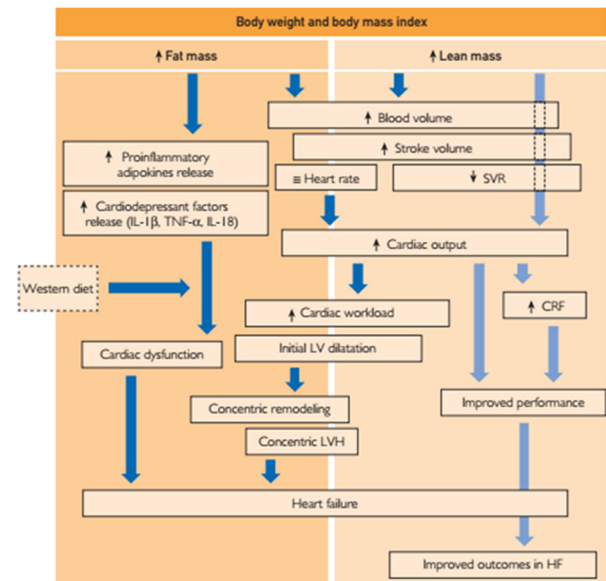 Body weight and body mass index
↑ Fat mass
↑ Lean mass
↑ Blood volume
↑ Stroke volume
↑ Proinflammatory
adipokines release
≡ Heart rate
↓ SVR
↑ Cardiodepressant factors
release (IL-1β, TNF-α, IL-18)
↑ Cardiac output
Western diet
↑ Cardiac workload
↑ CRF
Initial LV dilatation
Cardiac dysfunction
Concentric remodeling
Improved performance
Concentric LVH
Heart failure
Improved outcomes in HF